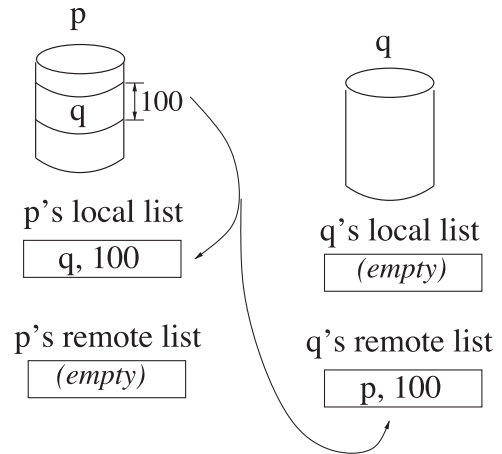 p
q
100
p's local list
q, 100
p's remote list
(empty)
q
q's local list
(empty)
q's remote list
p, 100